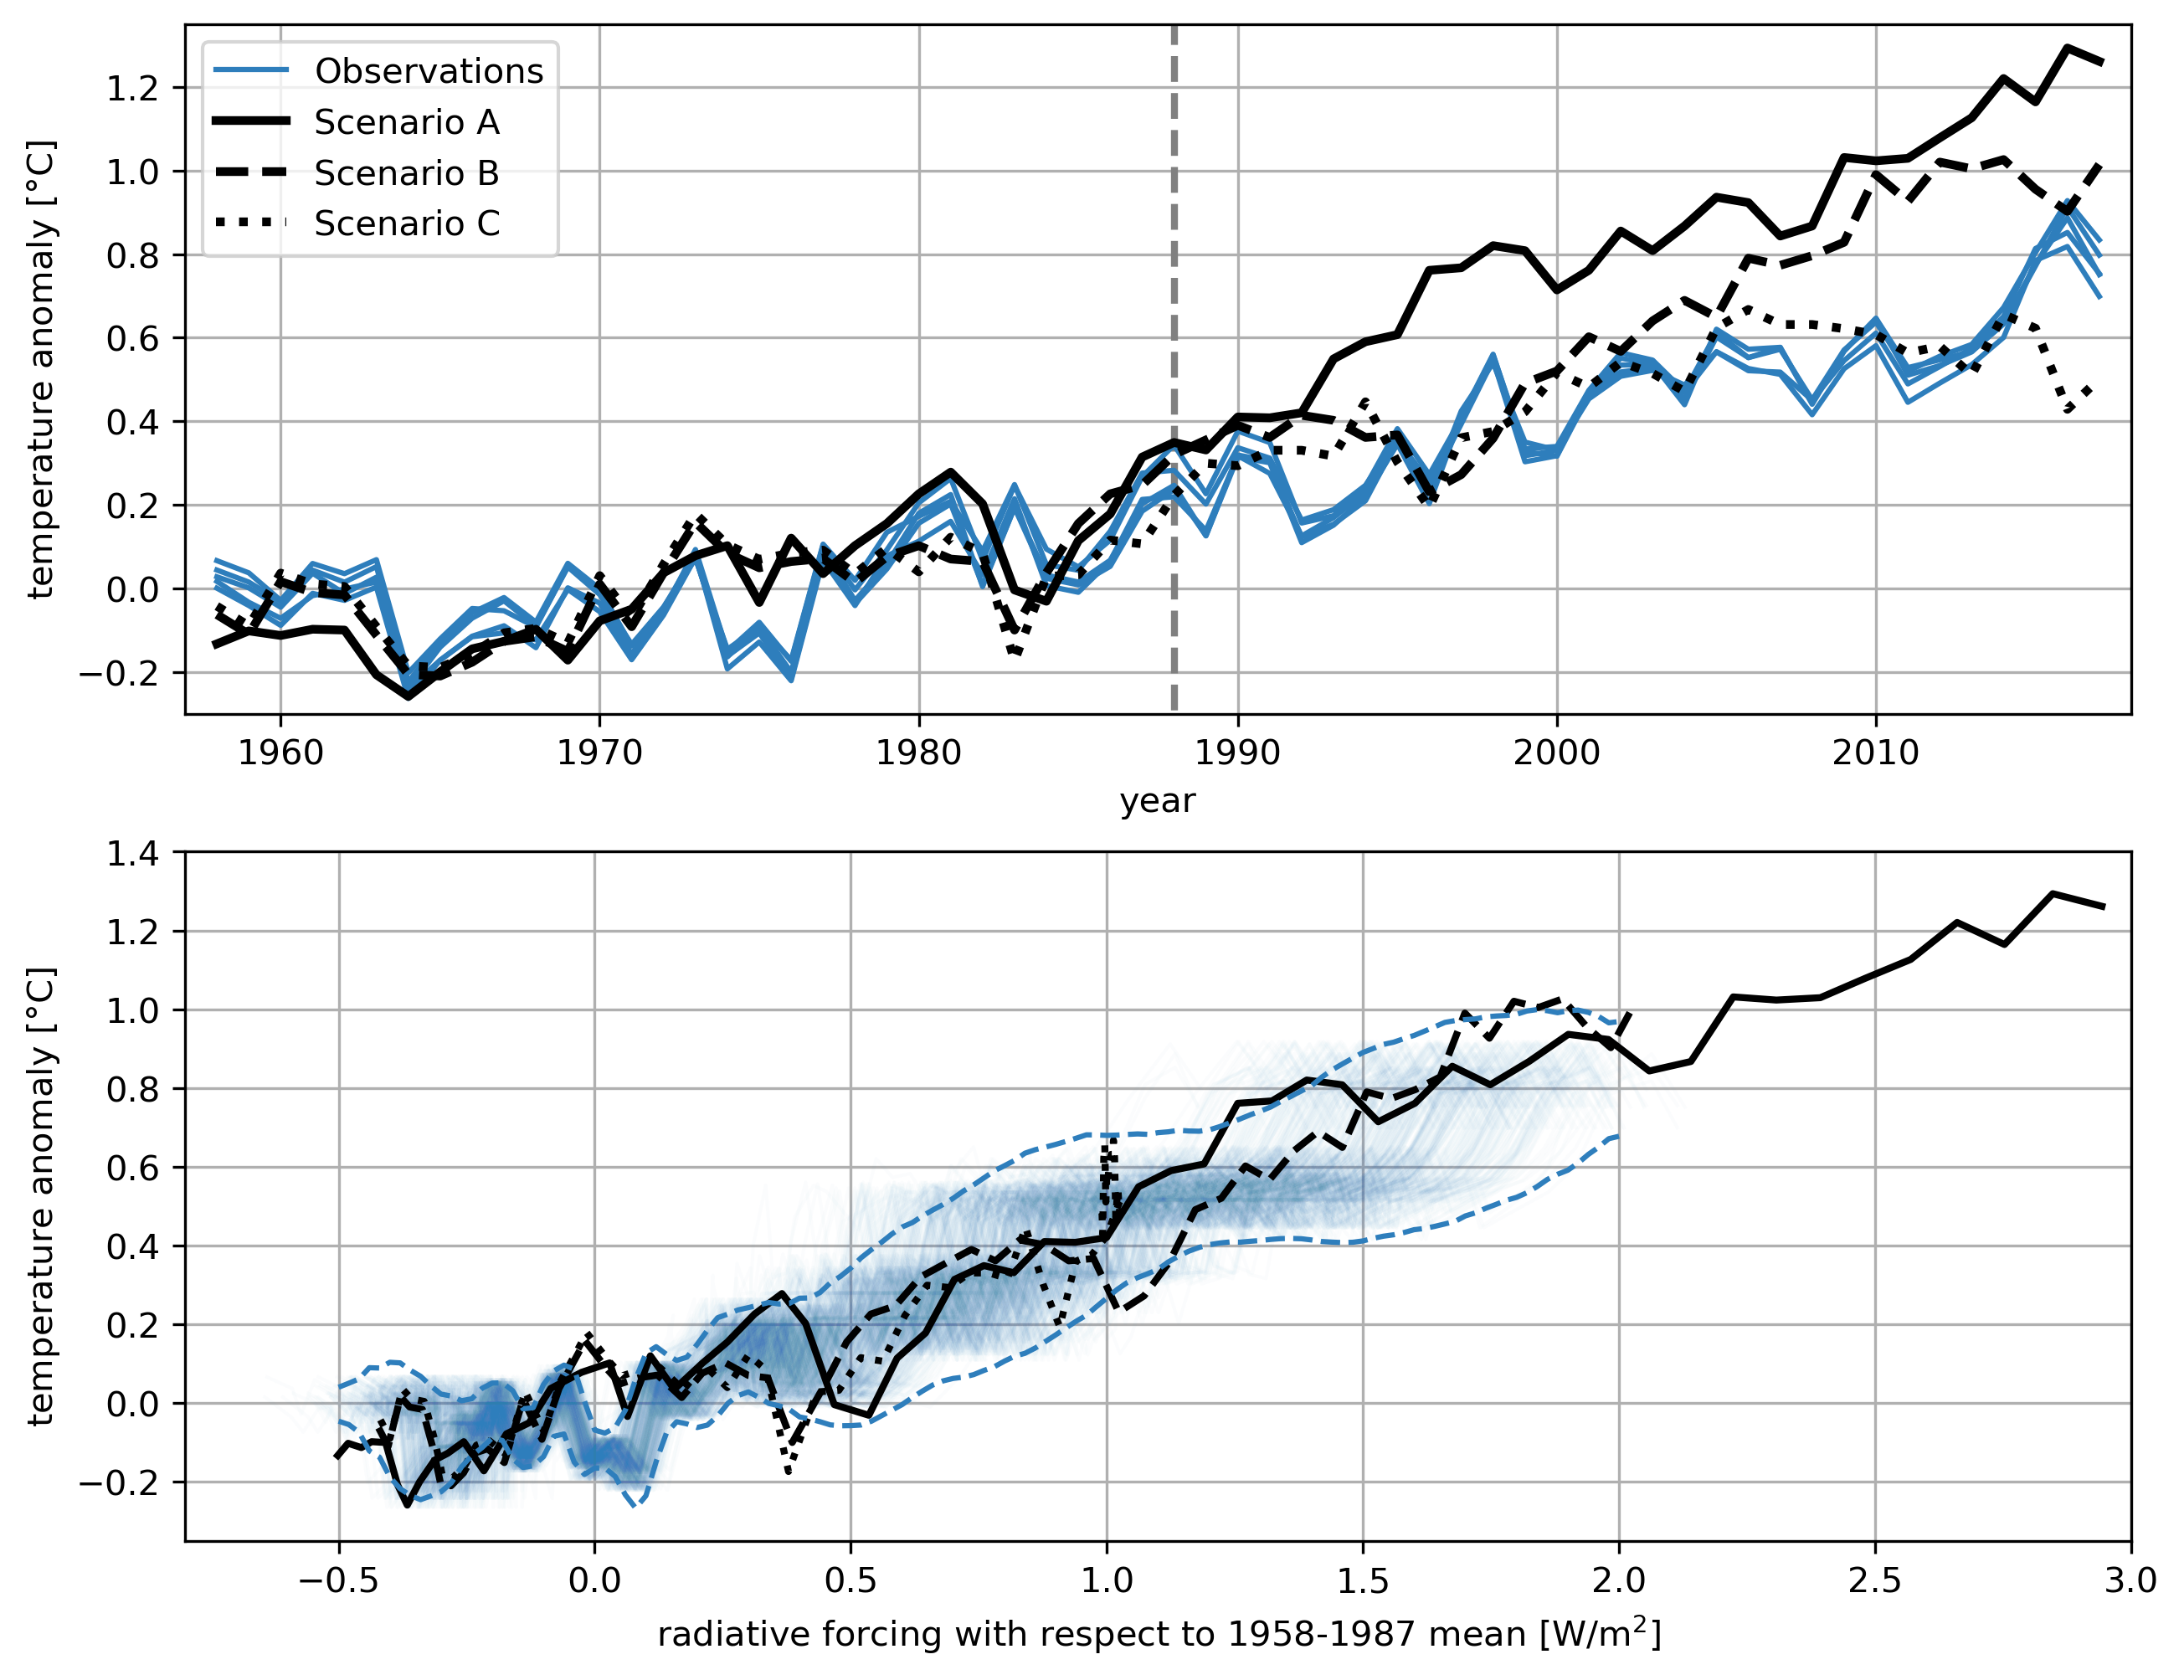 Observations
Scenario A
Scenario B
Scenario C
temperature anomaly [°C]
1.2
1.0
0.8
0.6
0.4
0.2
0.0
−0.2
1960 1970 1980 1990 2000 2010
year
temperature anomaly [°C]
1.4
1.2
1.0
0.8
0.6
0.4
0.2
0.0
−0.2
−0.5 0.0 0.5 1.0 1.5 2.0 2.5 3.0
radiative forcing with respect to 1958-1987 mean [W/m²]